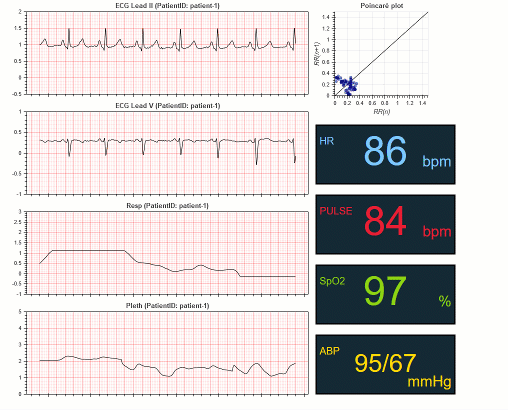 ECG Lead II (PatientID: patient-1)
2
1.5
1
0.5
0
-0.5
ECG Lead V (PatientID: patient-1)
1
0.5
0
-0.5
-1
Resp (PatientID: patient-1)
3
2.5
2
1.5
1
0.5
0
-0.5
-1
Pleth (PatientID: patient-1)
5
4
3
2
1
0
Poincaré plot
RR(n+1)
1.4
1.2
1
0.8
0.6
0.4
0.2
0
0 0.2 0.4 0.6 0.8 1 1.2 1.4
RR(n)
HR 86 bpm
PULSE 84 bpm
SpO2 97 %
ABP 95/67 mmHg